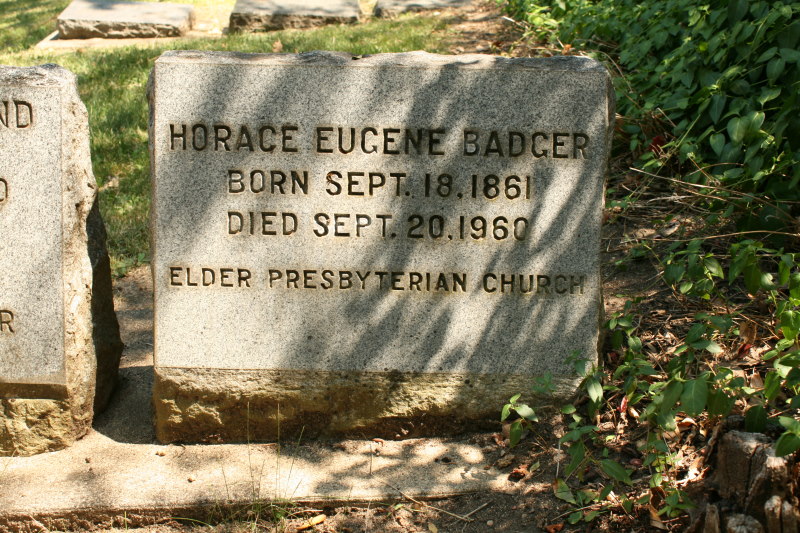 HORACE EUGENE BADGER
BORN SEPT. 18, 1861
DIED SEPT. 20, 1960
ELDER PRESBYTERIAN CHURCH